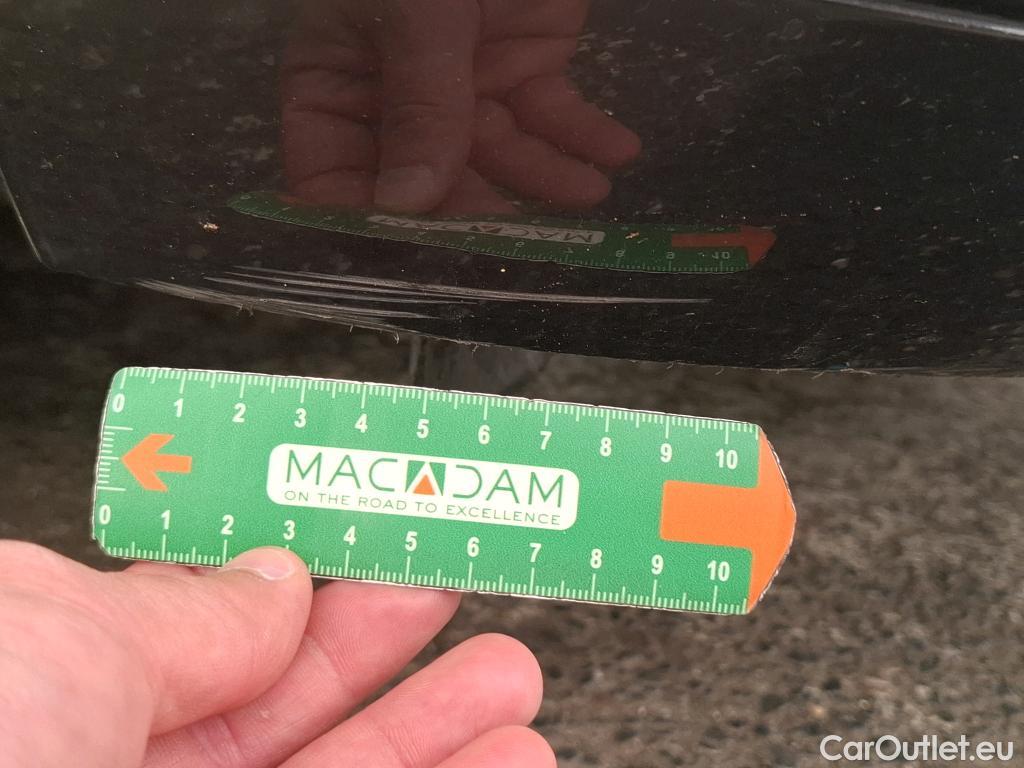 0 1 2 3 4 5 6 7 8 9 10
MACADAM
ON THE ROAD TO EXCELLENCE
0 1 2 3 4 5 6 7 8 9 10
CarOutlet.eu